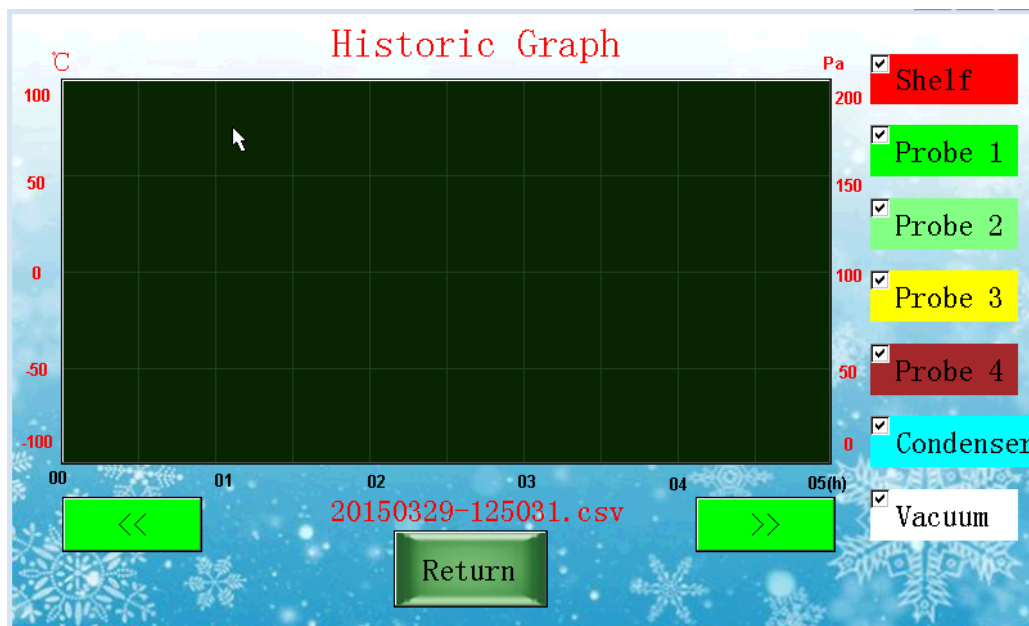 Historic Graph
℃
Pa
100
50
0
-50
-100
200
150
100
50
0
00
01
02
03
04
05(h)
Shelf
Probe 1
Probe 2
Probe 3
Probe 4
Condenser
Vacuum
<<
20150329-125031.csv
>>
Return